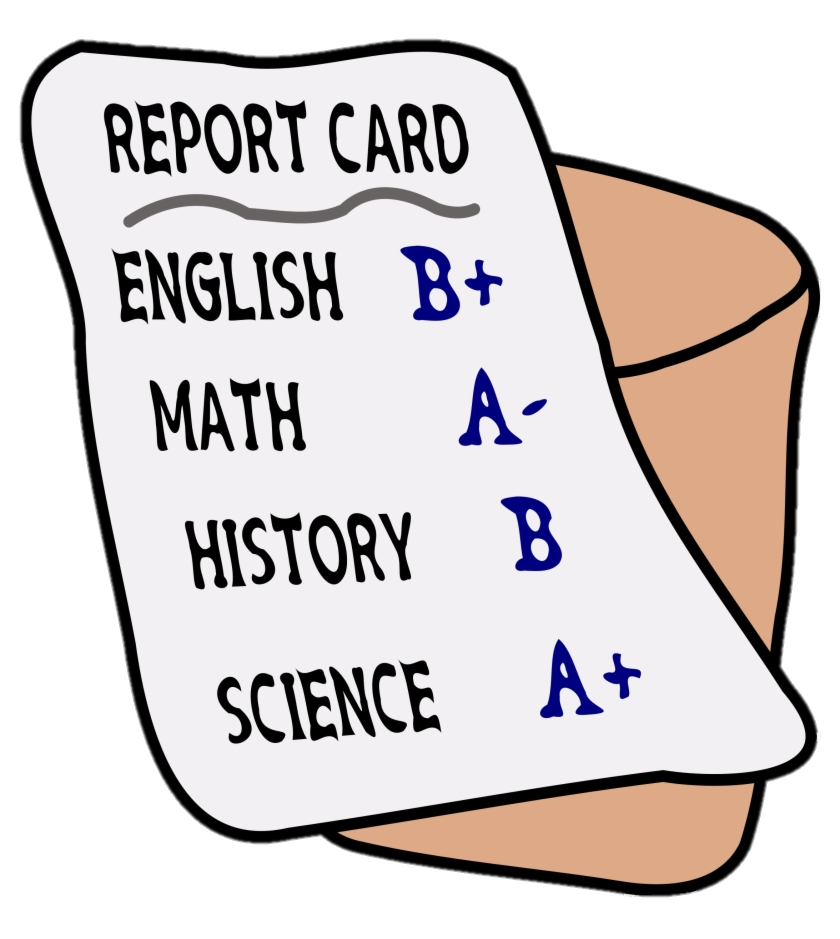 REPORT CARD
ENGLISH B+
MATH A-
HISTORY B
SCIENCE A+